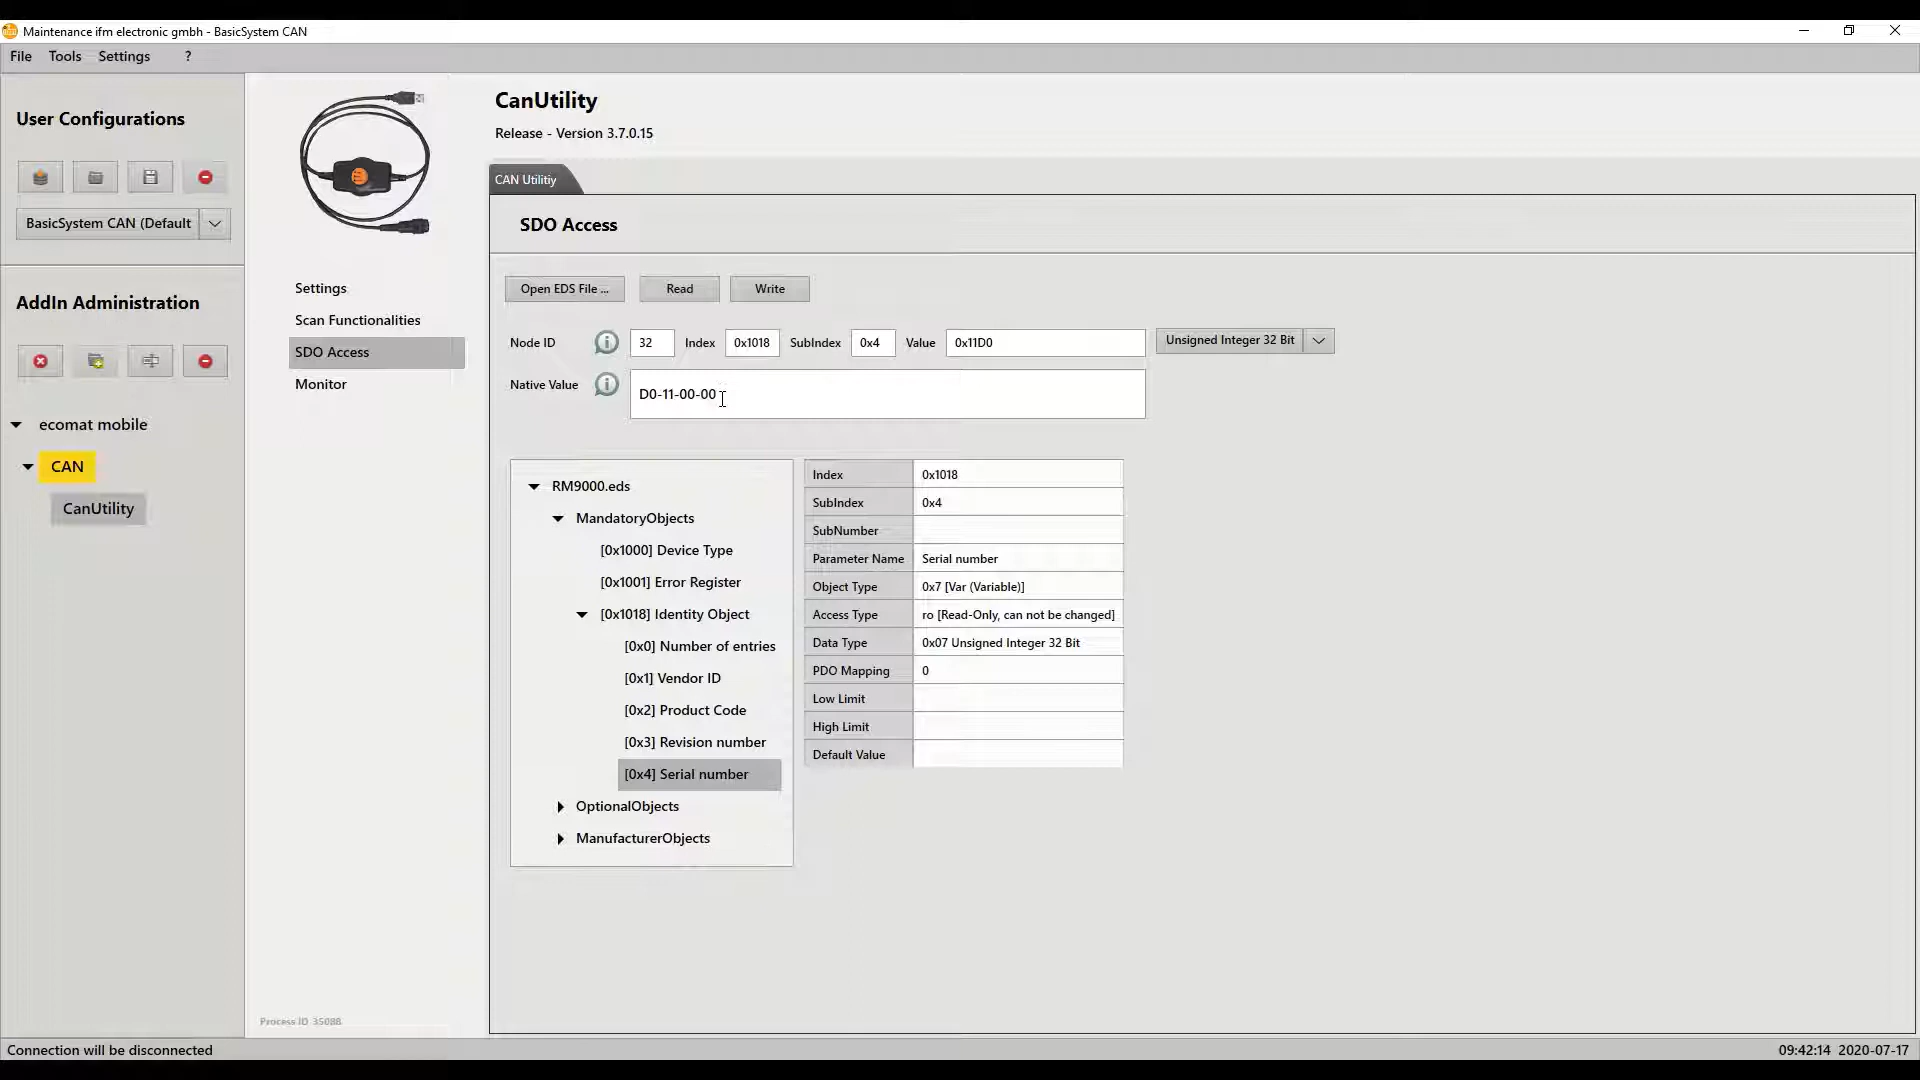 Maintenance ifm electronic gmbh - BasicSystem CAN
File Tools Settings ?
User Configurations
BasicSystem CAN (Default
AddIn Administration
ecomat mobile
CAN
CanUtility
Settings
Scan Functionalities
SDO Access
Monitor
Process ID 35088
CanUtility
Release - Version 3.7.0.15
CAN Utilitiy
SDO Access
Open EDS File ... Read Write
Node ID 32 Index 0x1018 SubIndex 0x4 Value 0x11D0 Unsigned Integer 32 Bit
Native Value D0-11-00-00
RM9000.eds
MandatoryObjects
[0x1000] Device Type
[0x1001] Error Register
[0x1018] Identity Object
[0x0] Number of entries
[0x1] Vendor ID
[0x2] Product Code
[0x3] Revision number
[0x4] Serial number
OptionalObjects
ManufacturerObjects
Index 0x1018
SubIndex 0x4
SubNumber
Parameter Name Serial number
Object Type 0x7 [Var (Variable)]
Access Type ro [Read-Only, can not be changed]
Data Type 0x07 Unsigned Integer 32 Bit
PDO Mapping 0
Low Limit
High Limit
Default Value
Connection will be disconnected
09:42:14 2020-07-17